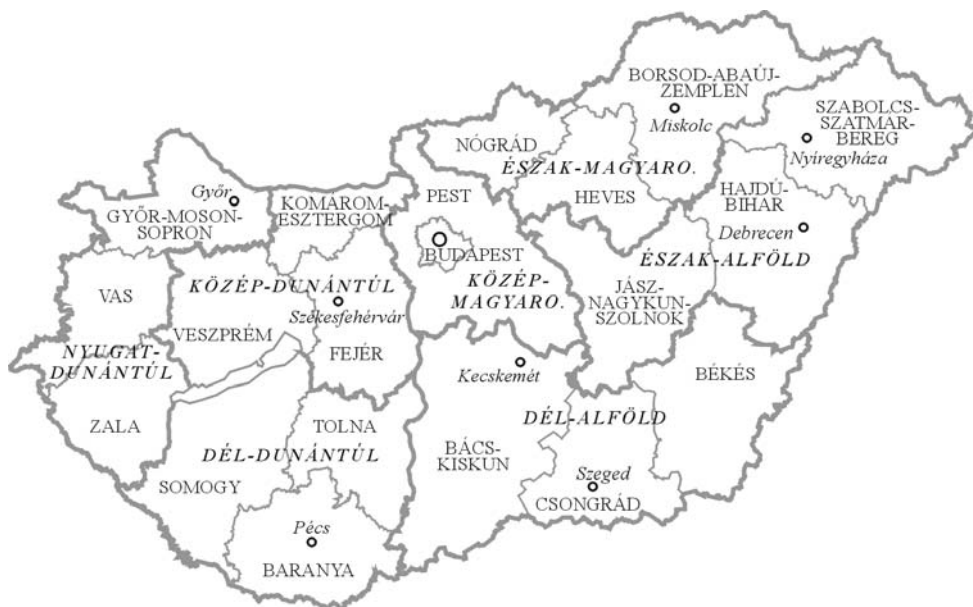 BORSOD-ABAÚJ-
ZEMPLÉN
Miskolc
SZABOLCS-
SZATMAR-
BEREG
Nyíregyháza
NÓGRÁD
ÉSZAK-MAGYARO.
HEVES
PEST
HAJDÚ-
BIHAR
Debrecen
Győr
GYŐR-MOSON-
SOPRON
KOMAROM-
ESZTERGOM
BUDAPEST
KÖZÉP-
MAGYARO.
ÉSZAK-ALFÖLD
JÁSZ-
NAGYKUN-
SZOLNOK
VAS
KÖZÉP-DUNÁNTÚL
Székesfehérvár
VESZPRÉM
FEJÉR
NYUGAT-
DUNÁNTÚL
ZALA
Kecskemét
BÉKÉS
DÉL-ALFÖLD
TOLNA
DÉL-DUNÁNTÚL
SOMOGY
BÁCS-
KISKUN
Szeged
CSONGRÁD
Pécs
BARANYA